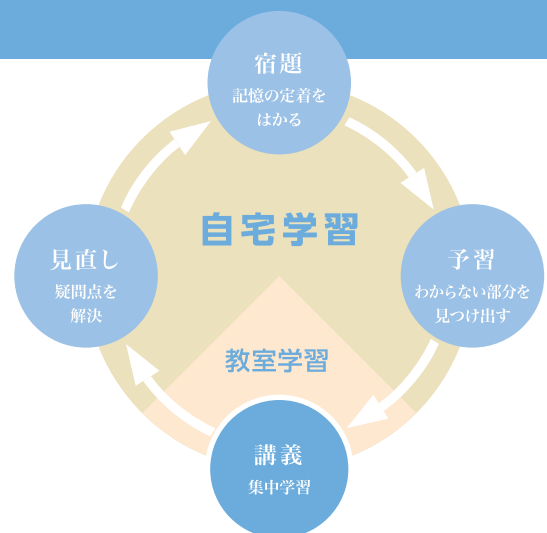 宿題
記憶の定着を
はかる
自宅学習
見直し
疑問点を
解決
予習
わからない部分を
見つけ出す
教室学習
講義
集中学習